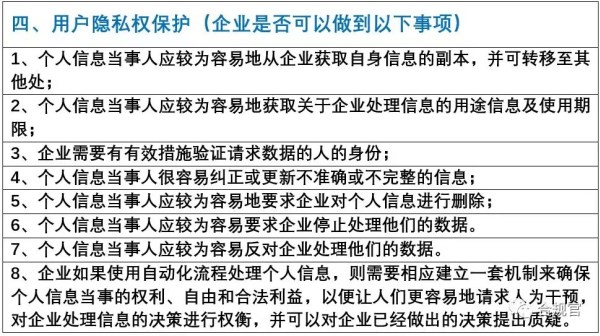 四、用户隐私权保护（企业是否可以做到以下事项）
1、个人信息当事人应较为容易地从企业获取自身信息的副本，并可转移至其
他处；
2、个人信息当事人应较为容易地获取关于企业处理信息的用途信息及使用期
限；
3、企业需要有有效措施验证请求数据的人的身份；
4、个人信息当事人很容易纠正或更新不准确或不完整的信息；
5、个人信息当事人应较为容易地要求企业对个人信息进行删除；
6、个人信息当事人应较为容易要求企业停止处理他们的数据。
7、个人信息当事人应较为容易反对企业处理他们的数据。
8、企业如果使用自动化流程处理个人信息，则需要相应建立一套机制来确保
个人信息当事的权利、自由和合法利益，以便让人们更容易地请求人为干预，
对企业处理信息的决策进行权衡，并可以对企业已经做出的决策提出质疑。
合规官